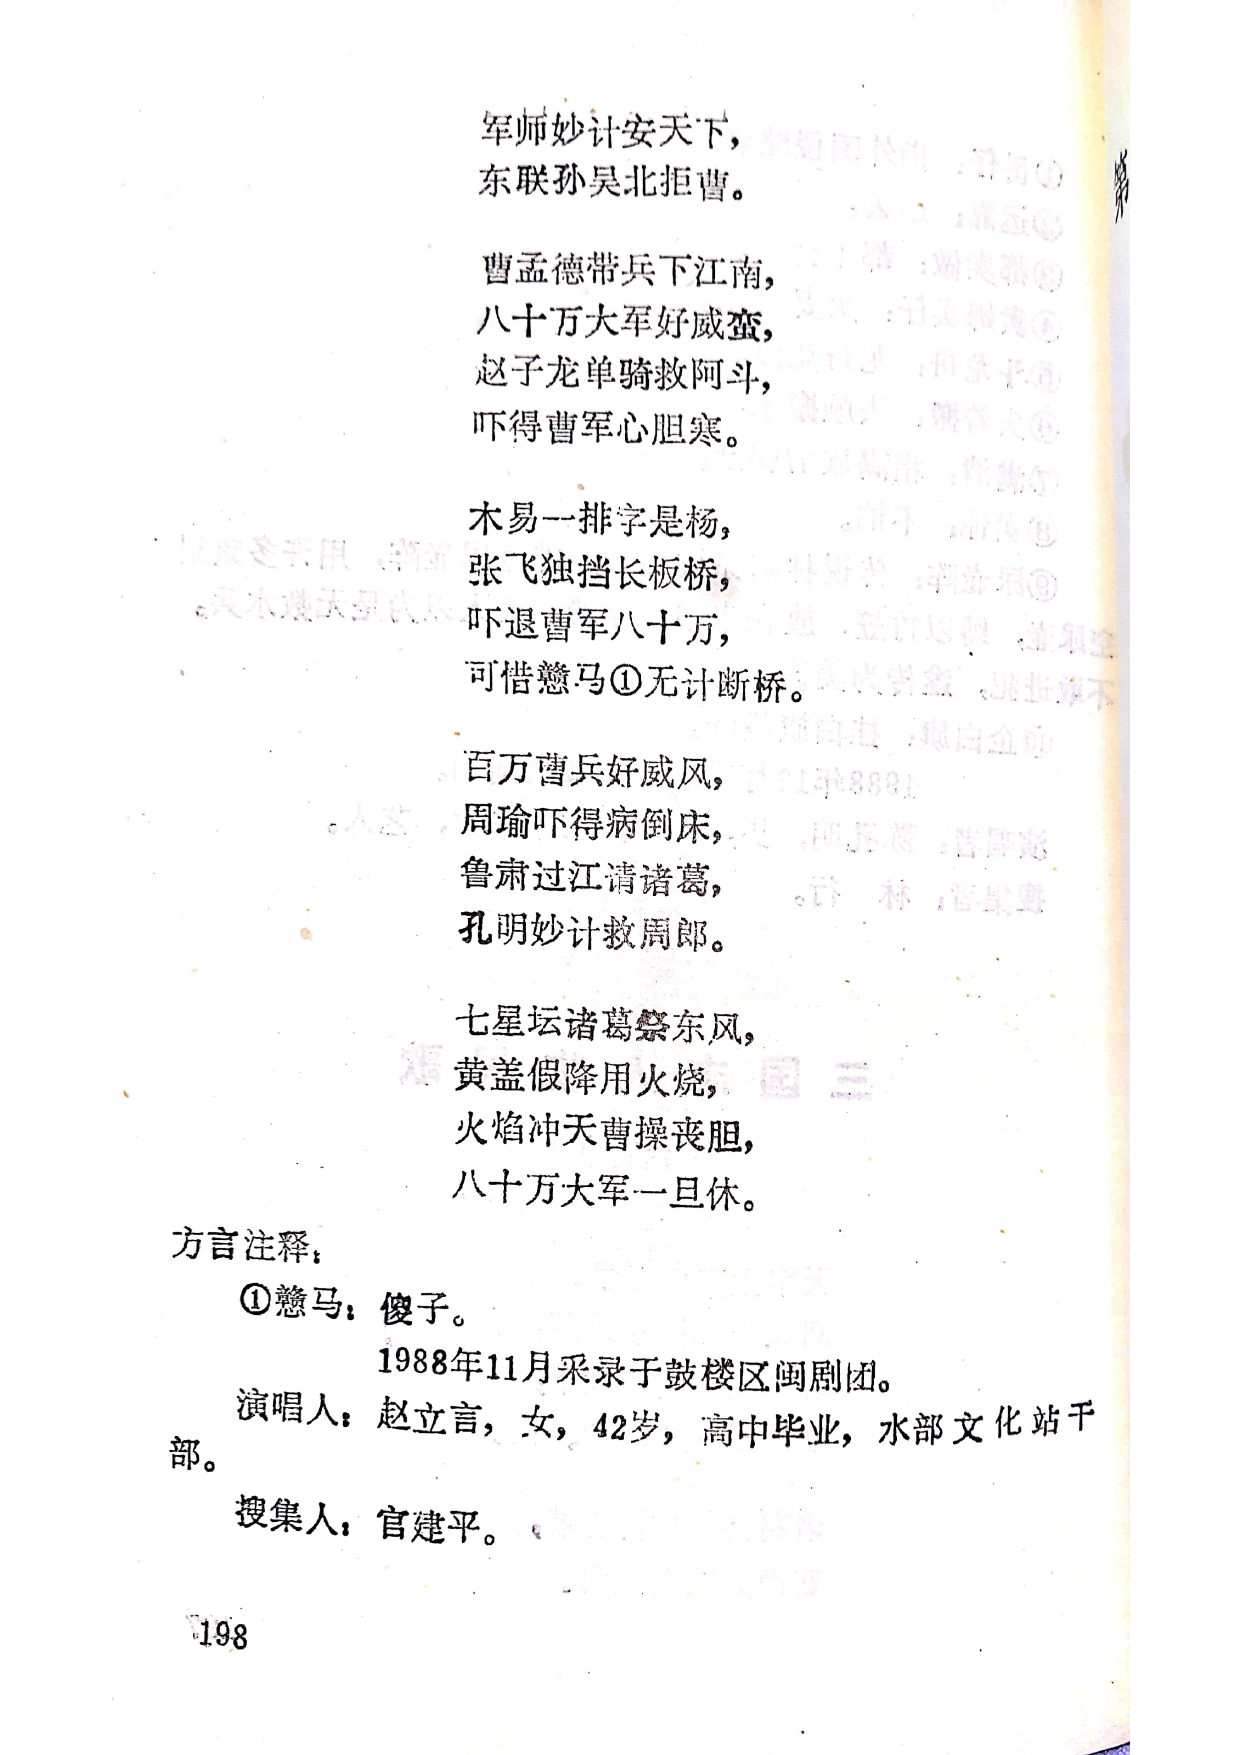 军师妙计安天下，
东联孙吴北拒曹。
曹孟德带兵下江南，
八十万大军好威蛮，
赵子龙单骑救阿斗，
吓得曹军心胆寒。
木易一排字是杨，
张飞独挡长板桥，
吓退曹军八十万，
可惜戆马①无计断桥。
百万曹兵好威风，
周瑜吓得病倒床，
鲁肃过江请诸葛，
孔明妙计救周郎。
七星坛诸葛祭东风，
黄盖假降用火烧，
火焰冲天曹操丧胆，
八十万大军一旦休。
方言注释：
①戆马：傻子。
1988年11月采录于鼓楼区闽剧团。
演唱人：赵立言，女，42岁，高中毕业，水部文化站干
部。
搜集人：官建平。
198